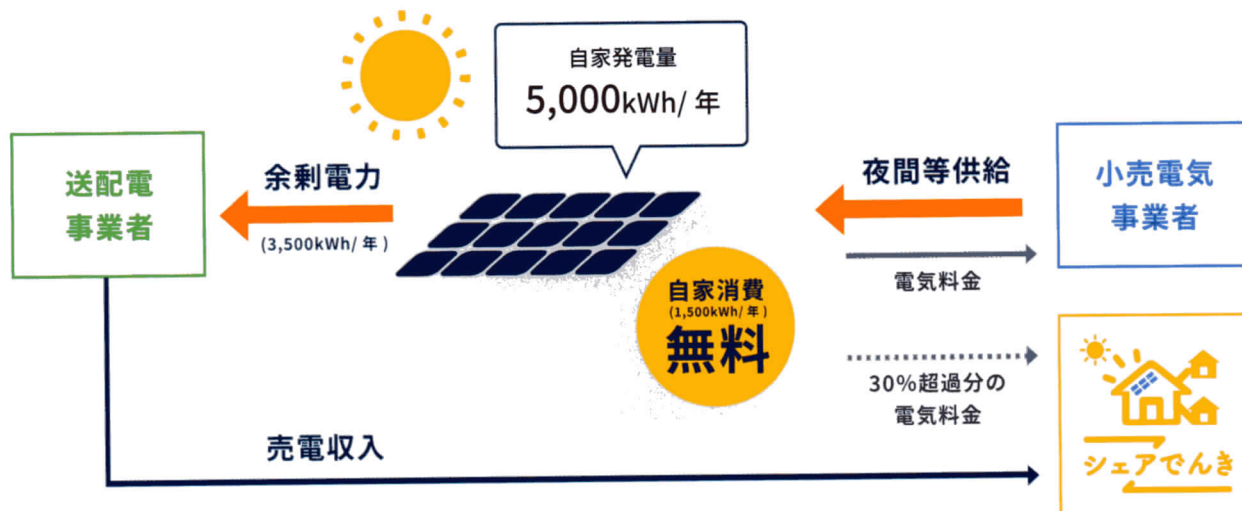 自家発電量
5,000kWh/ 年
送配電
事業者
余剰電力
(3,500kWh/ 年 )
夜間等供給
小売電気
事業者
電気料金
自家消費
(1,500kWh/ 年 )
無料
30%超過分の
電気料金
シェアでんき
売電収入